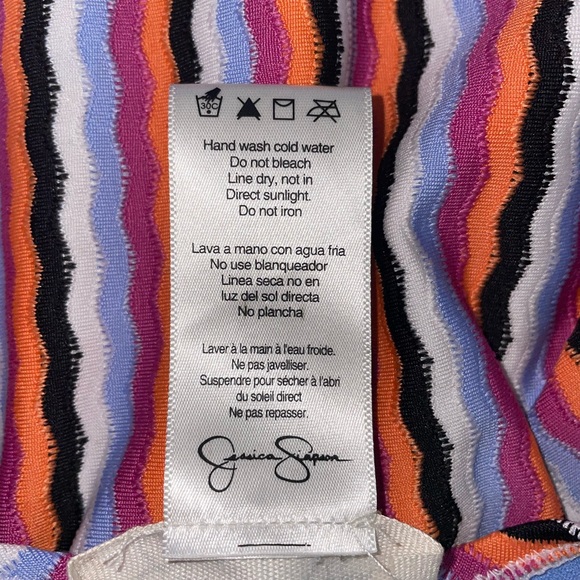 30C
Hand wash cold water
Do not bleach
Line dry, not in
Direct sunlight.
Do not iron
Lava a mano con agua fria
No use blanqueador
Linea seca no en
luz del sol directa
No plancha
Laver à la main à l'eau froide.
Ne pas javelliser.
Suspendre pour sécher à l'abri
du soleil direct
Ne pas repasser.
Jessica Simpson